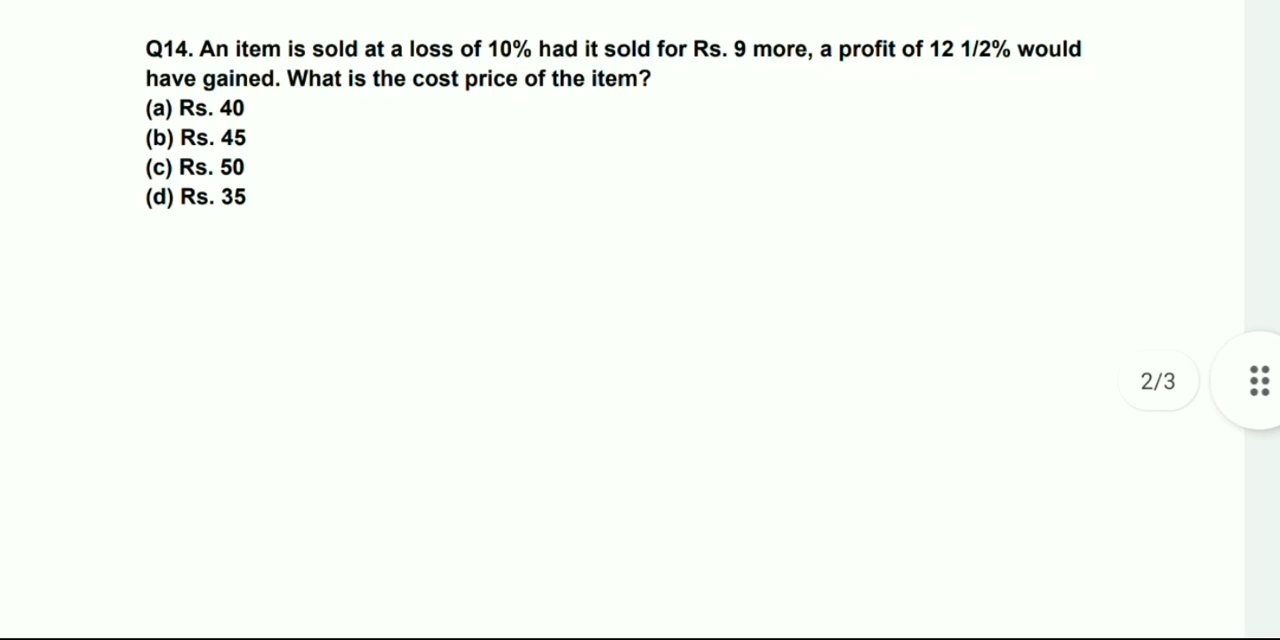 Q14. An item is sold at a loss of 10% had it sold for Rs. 9 more, a profit of 12 1/2% would
have gained. What is the cost price of the item?
(a) Rs. 40
(b) Rs. 45
(c) Rs. 50
(d) Rs. 35
2/3